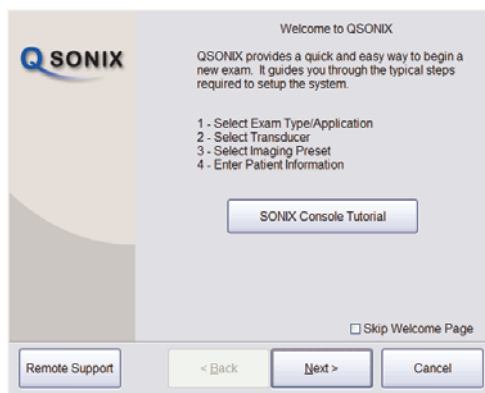 Welcome to QSONIX
Q SONIX
QSONIX provides a quick and easy way to begin a
new exam. It guides you through the typical steps
required to setup the system.
1 - Select Exam Type/Application
2 - Select Transducer
3 - Select Imaging Preset
4 - Enter Patient Information
SONIX Console Tutorial
Skip Welcome Page
Remote Support
< Back
Next >
Cancel